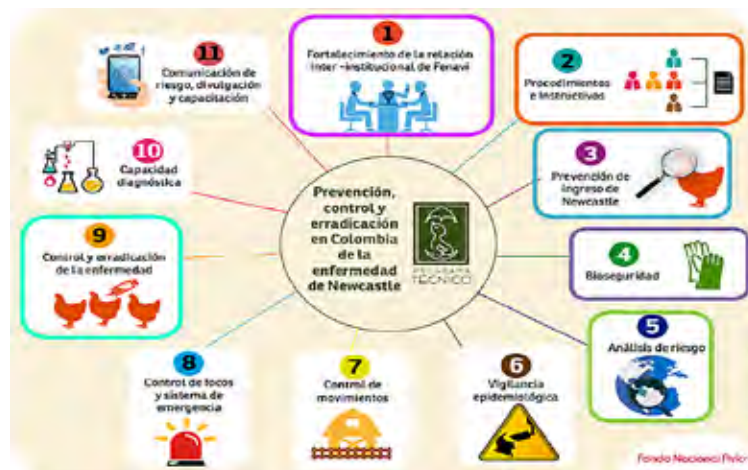 Prevención,
control y
erradicación
en Colombia
de la
enfermedad
de Newcastle
PROGRAMA
TÉCNICO
1
Fortalecimiento de la relación
inter-institucional de Fenavi
2
Procedimientos
e Instructivos
3
Prevención de
ingreso de
Newcastle
4
Bioseguridad
5
Análisis de riesgo
6
Vigilancia
epidemiológica
7
Control de
movimientos
8
Control de focos
y sistema de
emergencia
9
Control y erradicación
de la enfermedad
10
Capacidad
diagnóstica
11
Comunicación de
riesgo, divulgación
y capacitación
Fondo Nacional